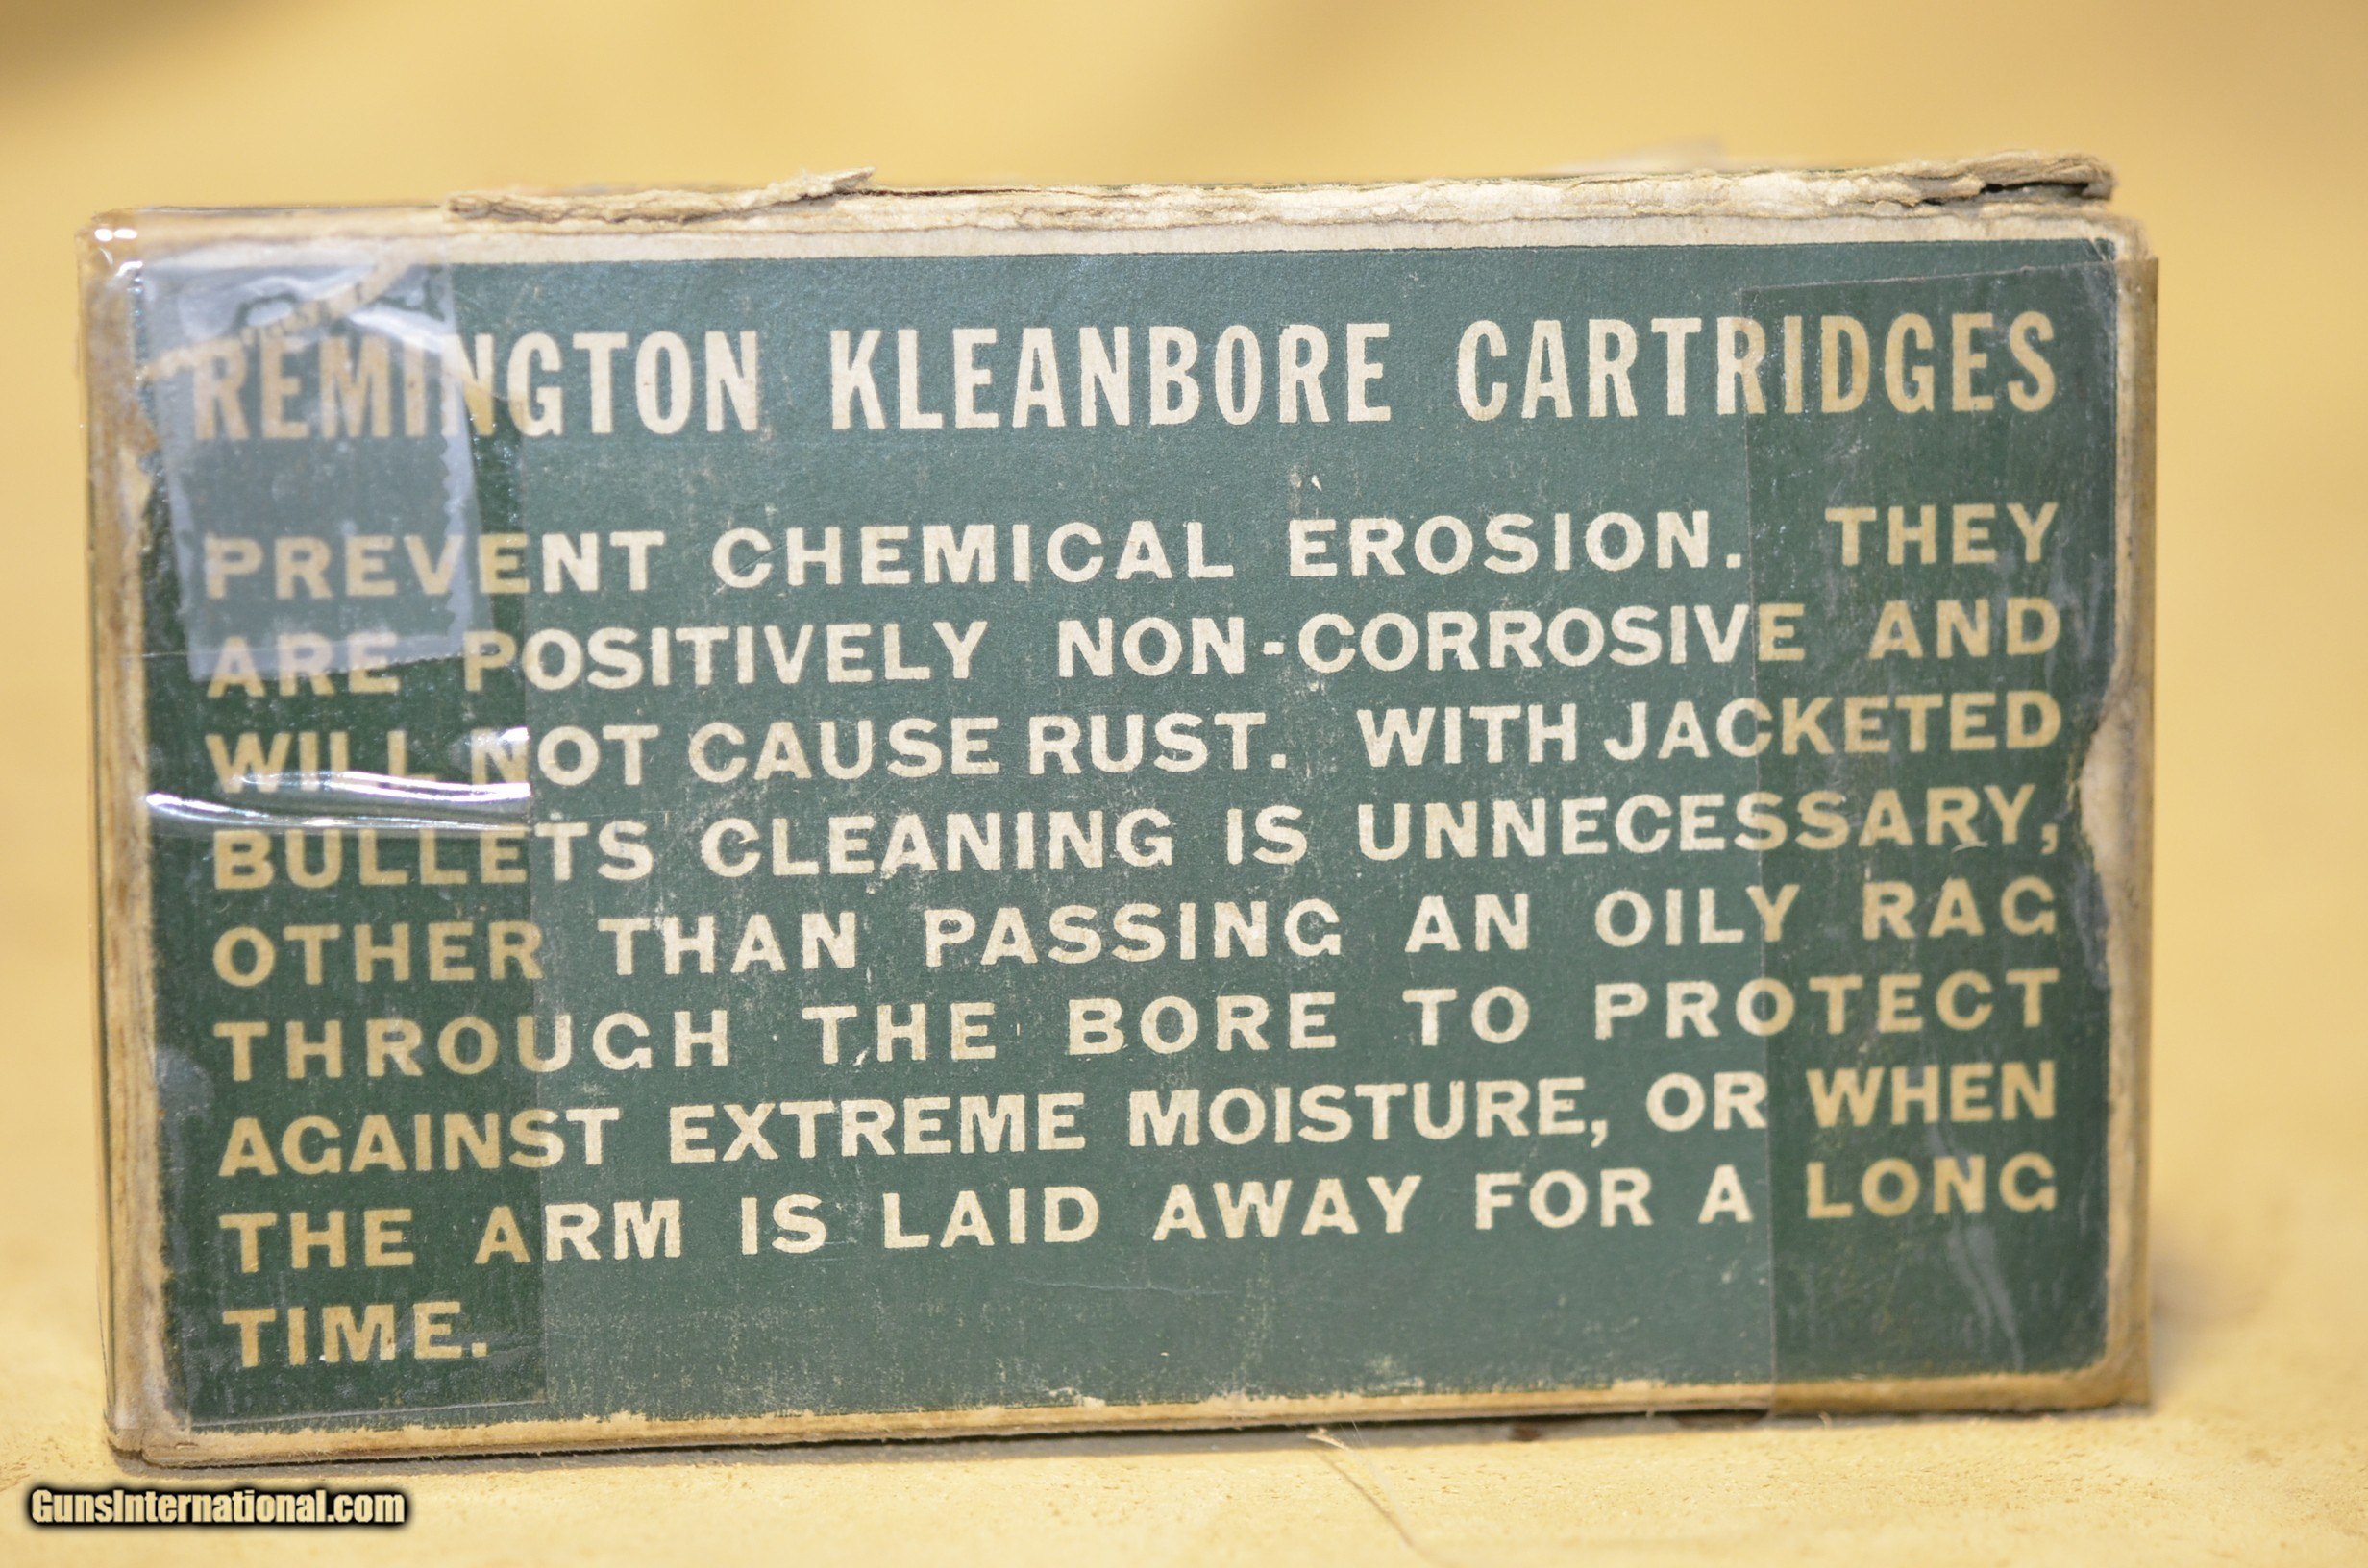 REMINGTON KLEANBORE CARTRIDGES
PREVENT CHEMICAL EROSION. THEY
ARE POSITIVELY NON-CORROSIVE AND
WILL NOT CAUSE RUST. WITH JACKETED
BULLETS CLEANING IS UNNECESSARY,
OTHER THAN PASSING AN OILY RAG
THROUGH THE BORE TO PROTECT
AGAINST EXTREME MOISTURE, OR WHEN
THE ARM IS LAID AWAY FOR A LONG
TIME.
GunsInternational.com